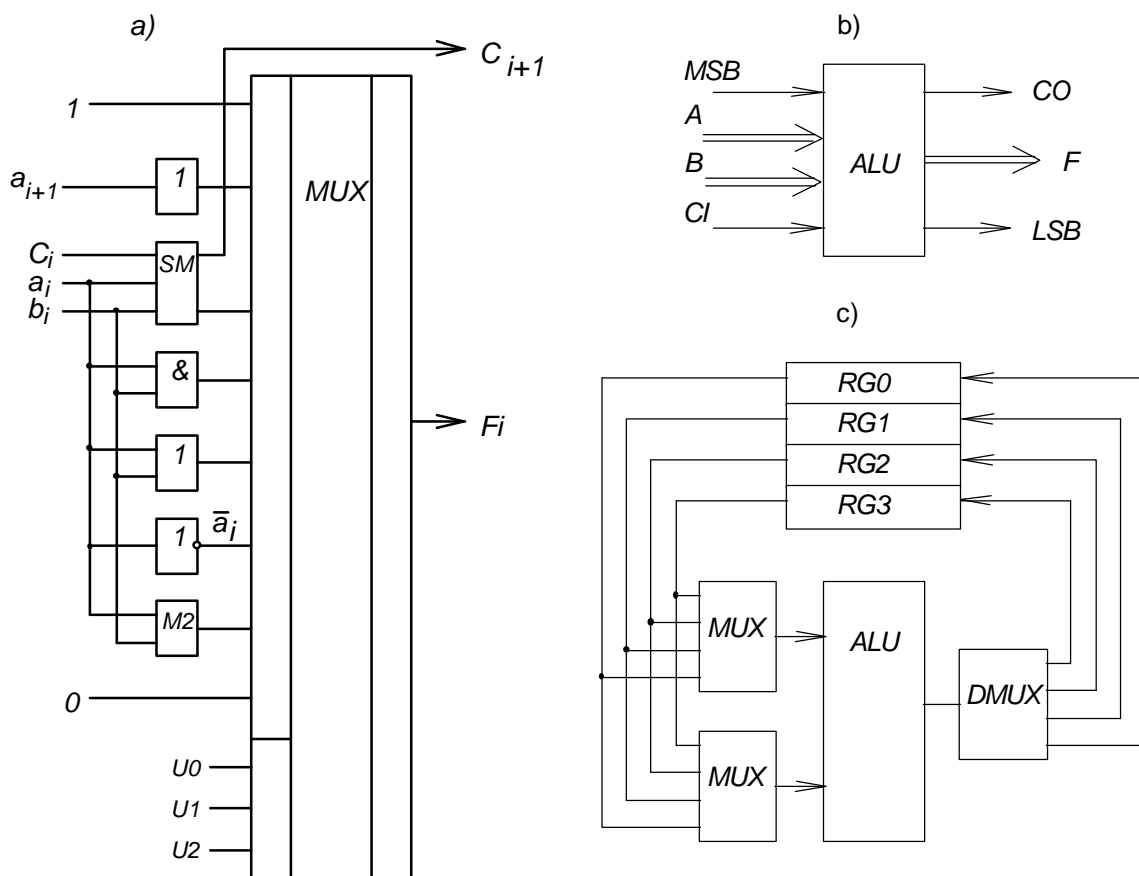 a)
C i+1
1
a i+1
1
MUX
C i
SM
a i
b i
&
Fi
1
1
a̅ i
M2
0
U0
U1
U2
b)
MSB
CO
A
B
ALU
F
CI
LSB
c)
RG0
RG1
RG2
RG3
MUX
ALU
DMUX
MUX